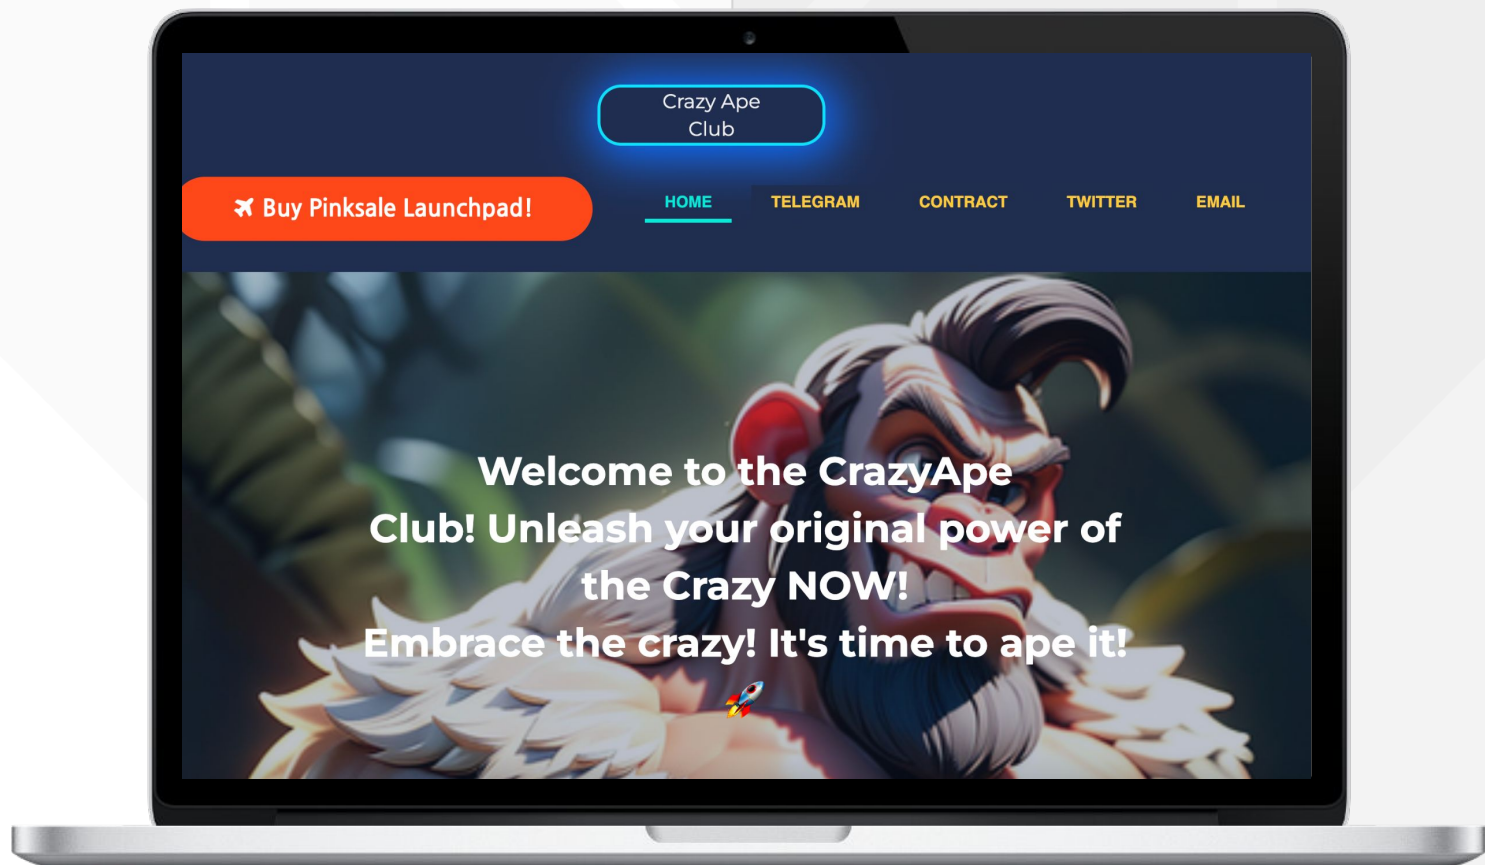 Crazy Ape
Club
Buy Pinksale Launchpad!
HOME TELEGRAM CONTRACT TWITTER EMAIL
Welcome to the CrazyApe
Club! Unleash your original power of
the Crazy NOW!
Embrace the crazy! It's time to ape it!
🚀